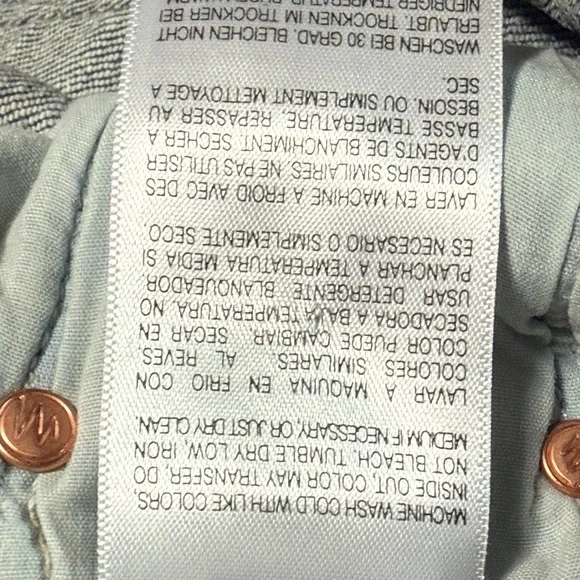 MACHINE WASH COLD WITH LIKE COLORS,
INSIDE OUT, COLOR MAY TRANSFER, DO
NOT BLEACH, TUMBLE DRY LOW, IRON
MEDIUM IF NECESSARY, OR JUST DRY CLEAN.
LAVAR A MAQUINA EN FRIO CON
COLORES SIMILARES. AL REVES.
COLOR PUEDE CAMBIAR. SECAR EN
SECADORA A BAJA TEMPERATURA. NO
USAR DETERGENTE BLANQUEADOR
PLANCHAR A TEMPERATURA MEDIA SI
ES NECESARIO O SIMPLEMENTE SECO
LAVER EN MACHINE A FROID AVEC DES
COULEURS SIMILAIRES. NE PAS UTILISER
D'AGENTS DE BLANCHIMENT. SECHER A
BASSE TEMPERATURE. REPASSER AU
BESOIN. OU SIMPLEMENT METTOYAGE A
SEC.
WASCHEN BEI 30 GRAD. BLEICHEN NICHT
ERLAUBT. TROCKNEN IM TROCKNER BEI
NIEDRIGER TEMPERATUR.